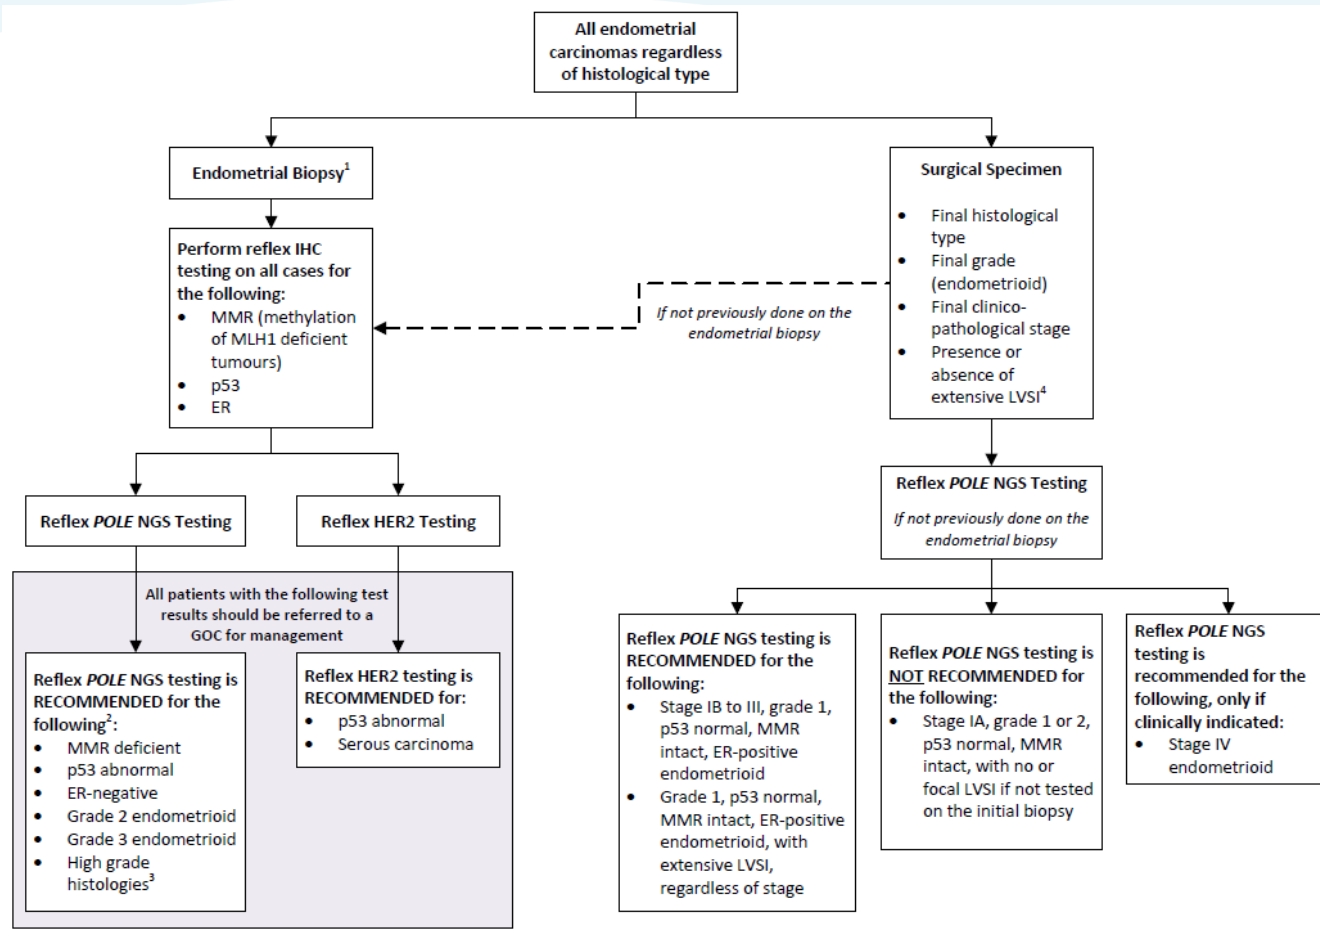 All endometrial
carcinomas regardless
of histological type
Endometrial Biopsy1
Perform reflex IHC
testing on all cases for
the following:
• MMR (methylation
of MLH1 deficient
tumours)
• p53
• ER
If not previously done on the
endometrial biopsy
Surgical Specimen
• Final histological
type
• Final grade
(endometrioid)
• Final clinico-
pathological stage
• Presence or
absence of
extensive LVSI4
Reflex POLE NGS Testing
Reflex HER2 Testing
All patients with the following test
results should be referred to a
GOC for management
Reflex POLE NGS testing is
RECOMMENDED for the
following2:
• MMR deficient
• p53 abnormal
• ER-negative
• Grade 2 endometrioid
• Grade 3 endometrioid
• High grade
histologies3
Reflex HER2 testing is
RECOMMENDED for:
• p53 abnormal
• Serous carcinoma
Reflex POLE NGS Testing
If not previously done on the
endometrial biopsy
Reflex POLE NGS testing is
RECOMMENDED for the
following:
• Stage IB to III, grade 1,
p53 normal, MMR
intact, ER-positive
endometrioid
• Grade 1, p53 normal,
MMR intact, ER-positive
endometrioid, with
extensive LVSI,
regardless of stage
Reflex POLE NGS testing is
NOT RECOMMENDED for
the following:
• Stage IA, grade 1 or 2,
p53 normal, MMR
intact, with no or
focal LVSI if not tested
on the initial biopsy
Reflex POLE NGS
testing is
recommended for the
following, only if
clinically indicated:
• Stage IV
endometrioid